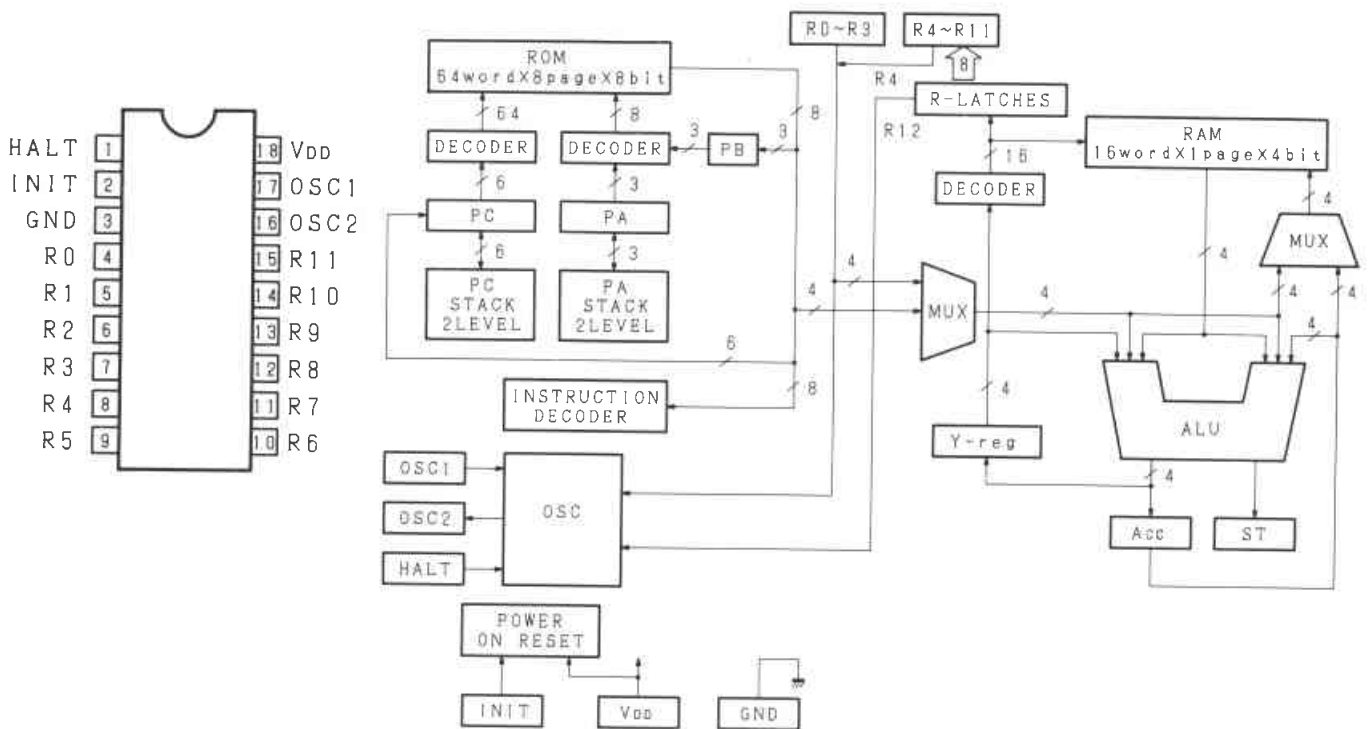 HALT 1
INIT 2
GND 3
R0 4
R1 5
R2 6
R3 7
R4 8
R5 9
18 VDD
17 OSC1
16 OSC2
15 R11
14 R10
13 R9
12 R8
11 R7
10 R6
ROM
64wordX8pageX8bit
64
8
DECODER
DECODER
3
PB
3
8
6
3
PC
PA
6
3
PC
STACK
2LEVEL
PA
STACK
2LEVEL
6
8
INSTRUCTION
DECODER
R0~R3
R4~R11
8
R4
R-LATCHES
R12
16
RAM
16wordX1pageX4bit
DECODER
4
MUX
4
4
4
4
4
MUX
4
4
4
ALU
Y-reg
4
Acc
ST
OSC1
OSC2
HALT
OSC
POWER
ON RESET
INIT
VDD
GND